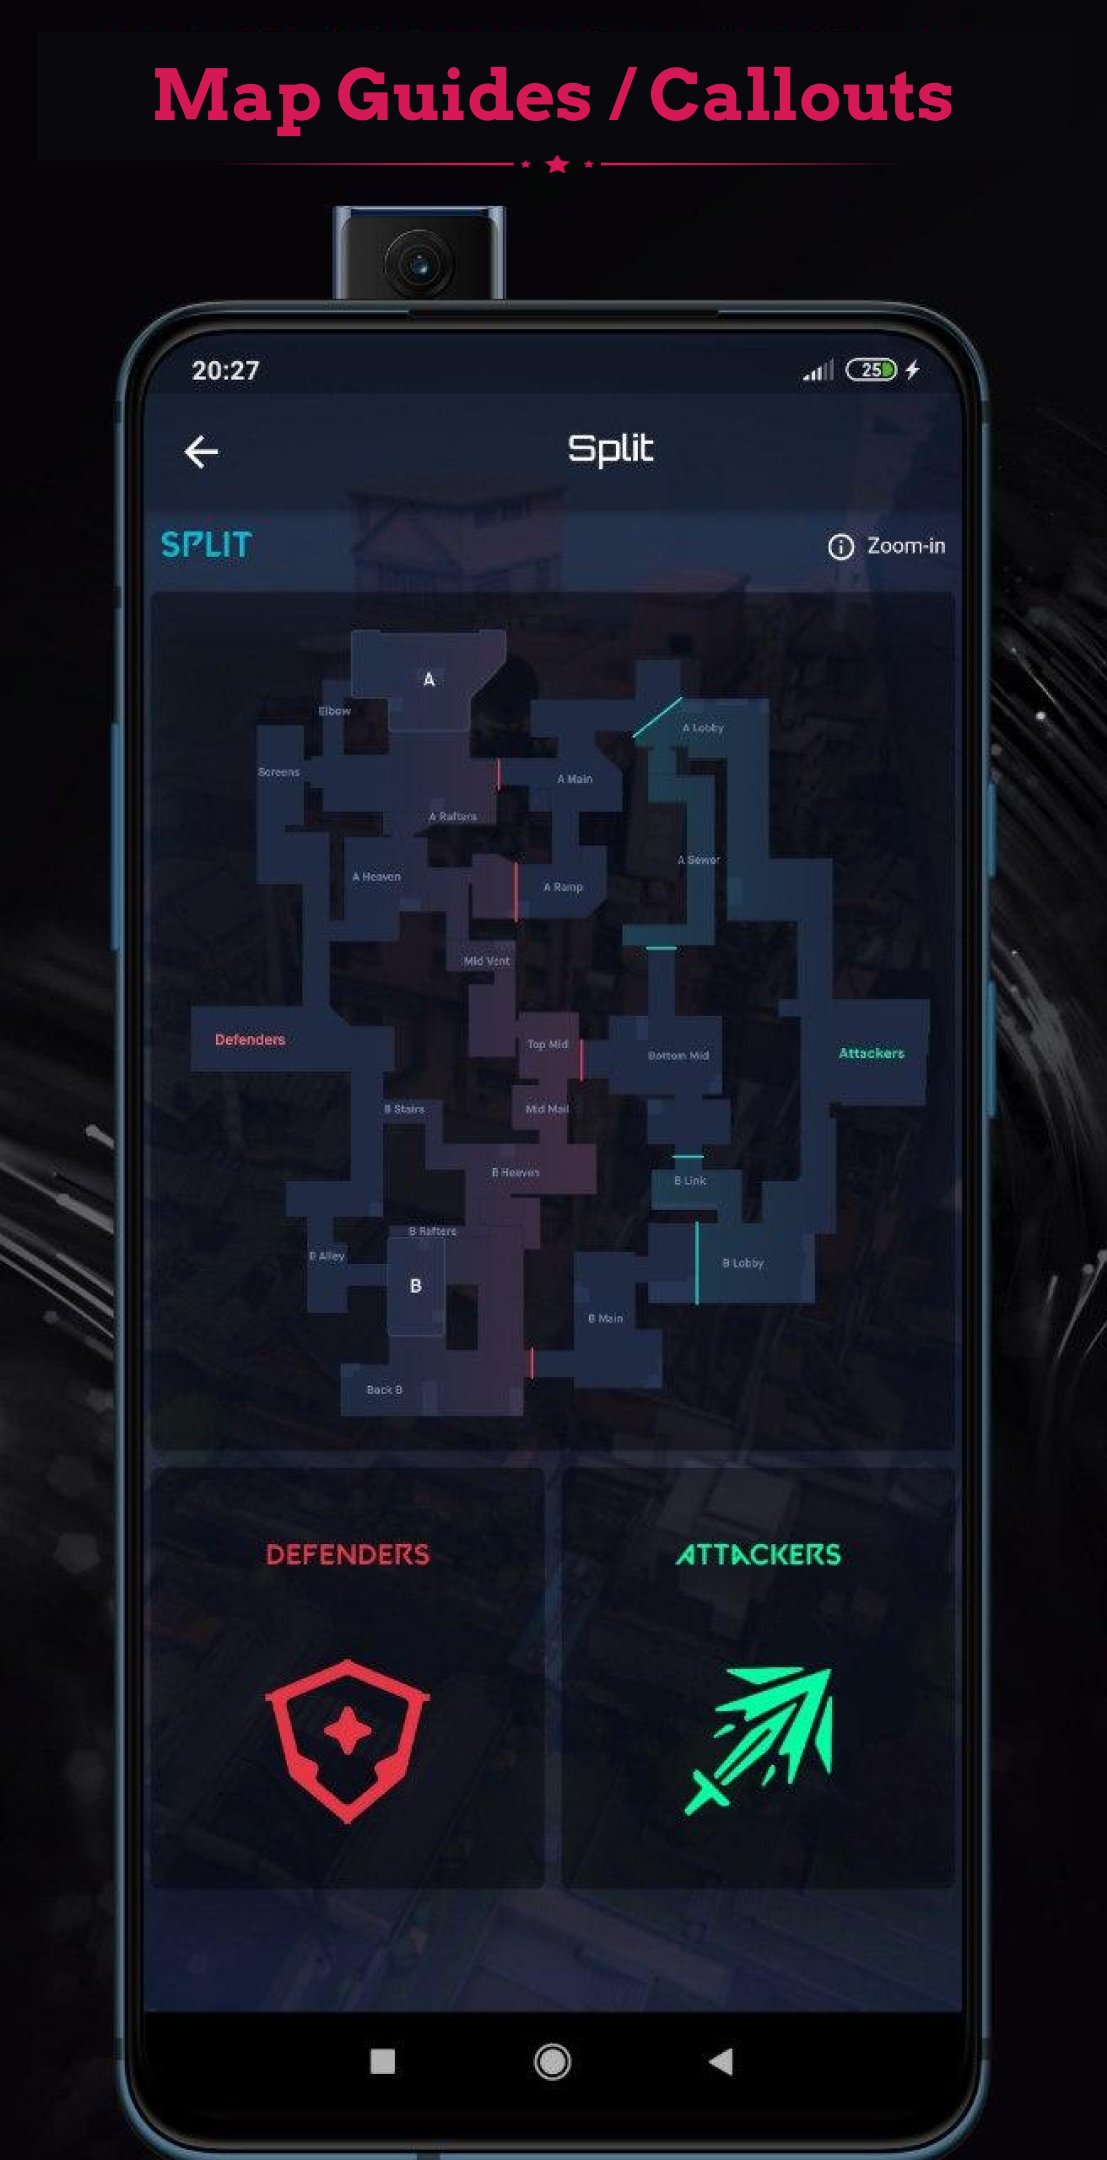 Map Guides / Callouts
20:27
25
Split
SPLIT
Zoom-in
A
Elbow
A Lobby
Screens
A Main
A Rafters
A Sewer
A Heaven
A Ramp
Mid Vent
Defenders
Top Mid
Bottom Mid
Attackers
B Stairs
Mid Mail
B Heaven
B Link
B Rafters
B Alley
B Lobby
B
B Main
Back B
DEFENDERS
ATTACKERS